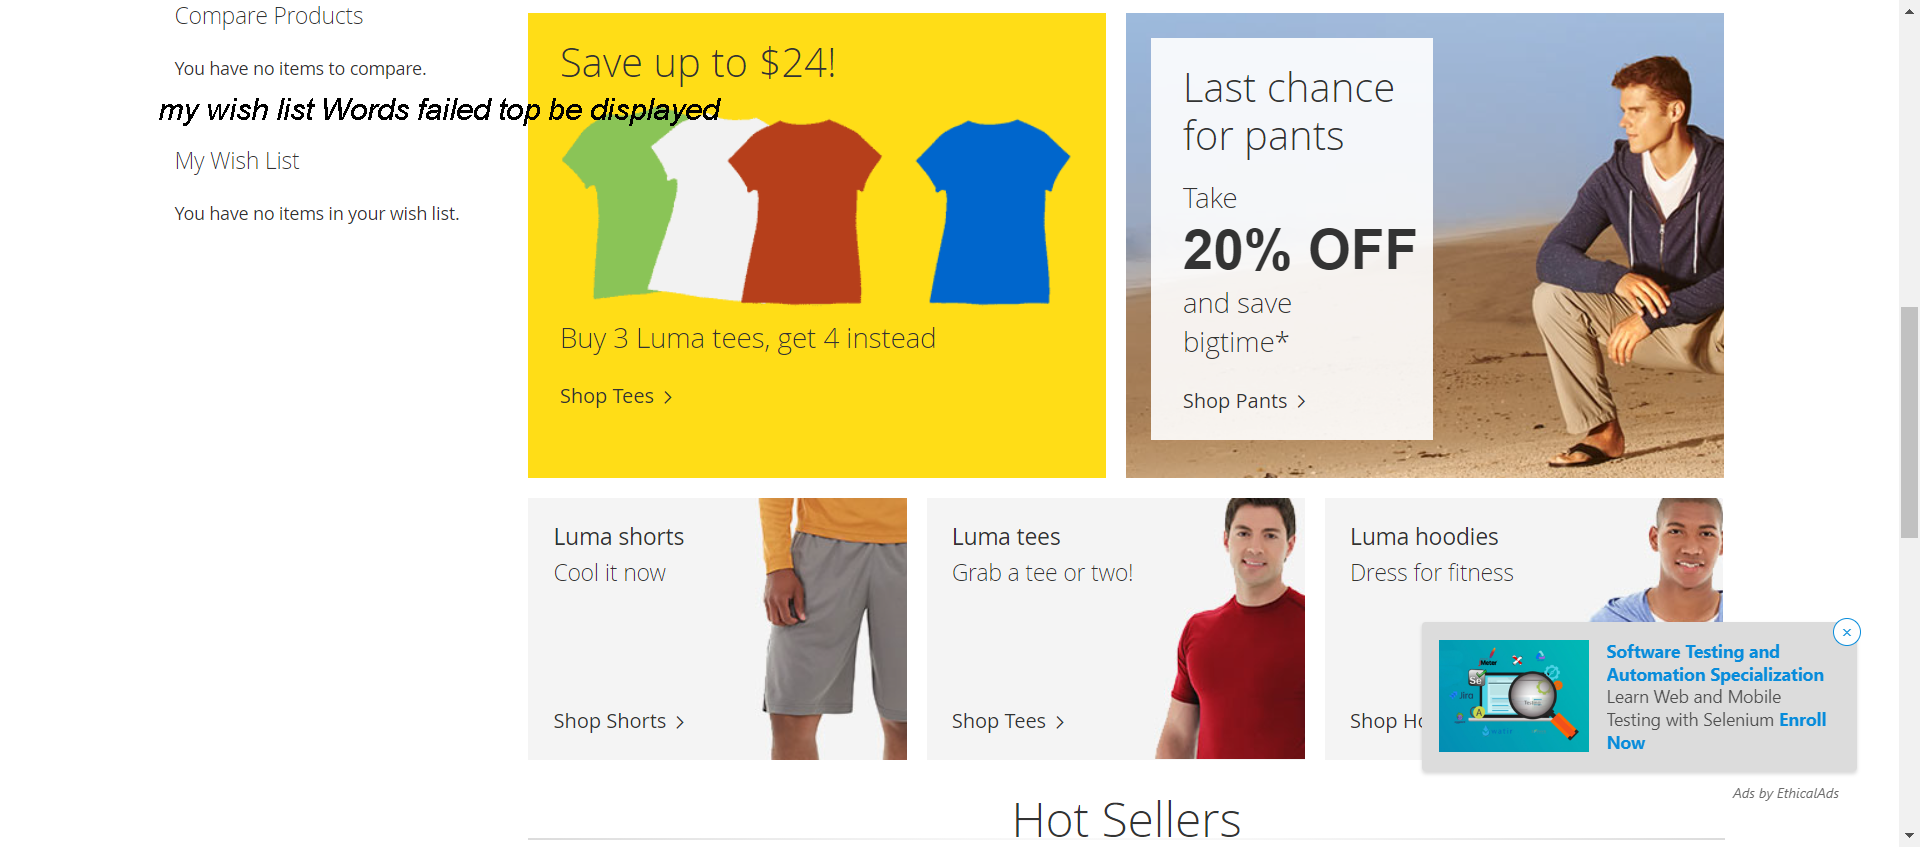 Compare Products
You have no items to compare.
my wish list Words failed top be displayed
My Wish List
You have no items in your wish list.
Save up to $24!
Buy 3 Luma tees, get 4 instead
Shop Tees >
Last chance
for pants
Take
20% OFF
and save
bigtime*
Shop Pants >
Luma shorts
Cool it now
Shop Shorts >
Luma tees
Grab a tee or two!
Shop Tees >
Luma hoodies
Dress for fitness
Shop Ho
Meter
Se
Jira
A
Software Testing and
Automation Specialization
Learn Web and Mobile
Testing with Selenium Enroll
Now
Ads by EthicalAds
Hot Sellers